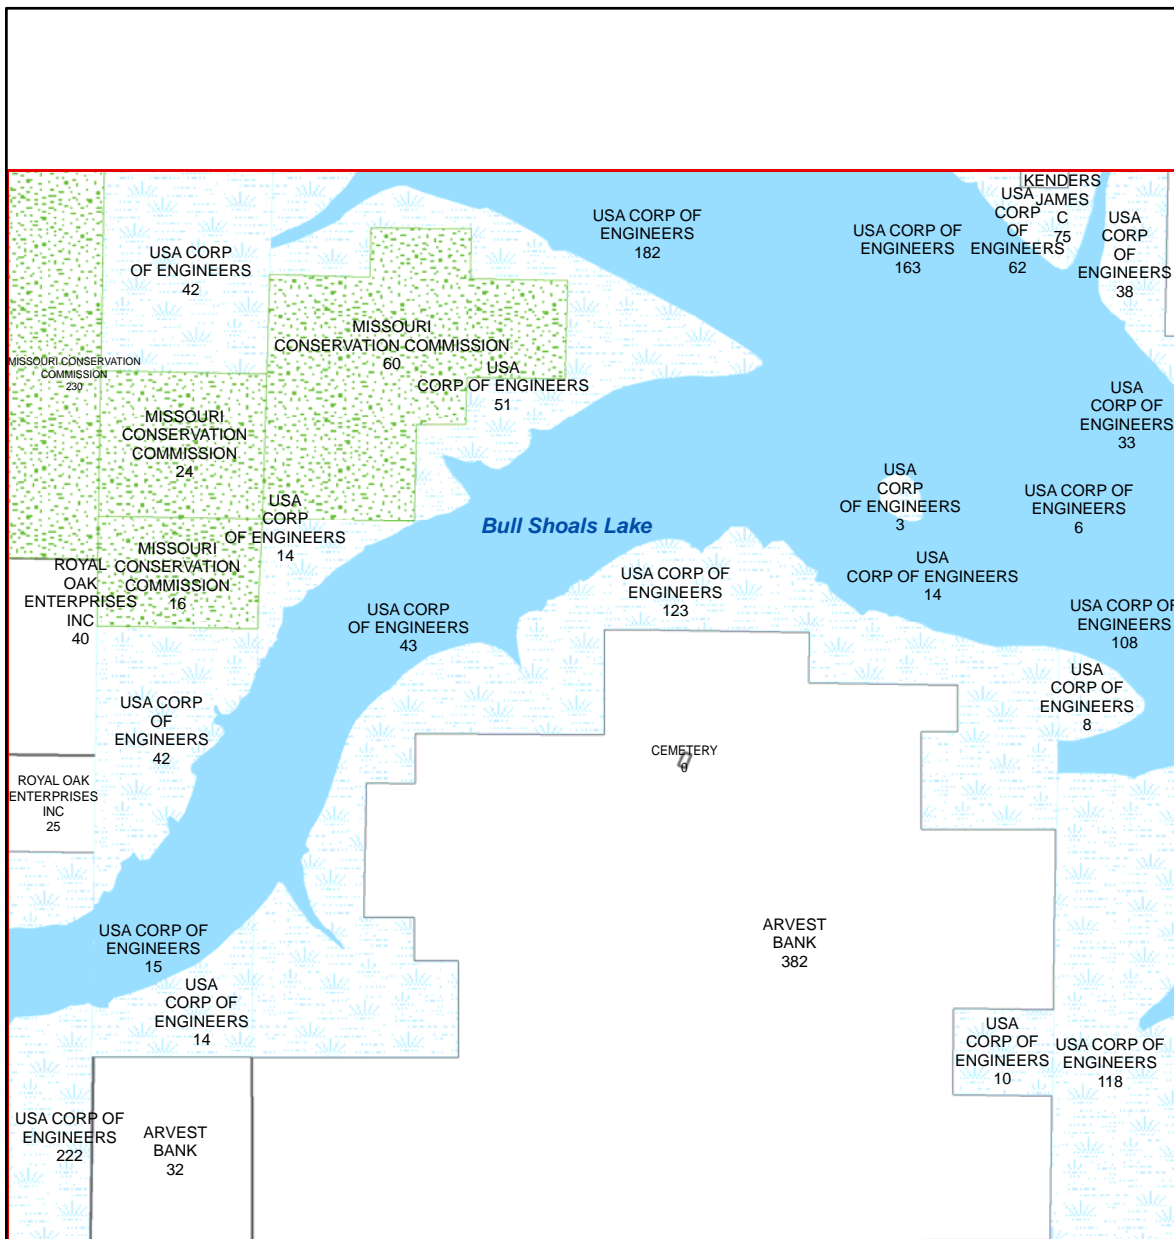 KENDERS
JAMES
C
75
USA
CORP
OF
ENGINEERS
62
USA
CORP
OF
ENGINEERS
38
USA CORP OF
ENGINEERS
182
USA CORP OF
ENGINEERS
163
USA CORP
OF ENGINEERS
42
MISSOURI
CONSERVATION COMMISSION
60
MISSOURI CONSERVATION
COMMISSION
230
USA
CORP OF ENGINEERS
51
USA
CORP OF
ENGINEERS
33
MISSOURI
CONSERVATION
COMMISSION
24
USA
CORP
OF ENGINEERS
3
USA CORP OF
ENGINEERS
6
USA
CORP
OF ENGINEERS
14
Bull Shoals Lake
MISSOURI
CONSERVATION
COMMISSION
16
ROYAL
OAK
ENTERPRISES
INC
40
USA
CORP OF ENGINEERS
14
USA CORP OF
ENGINEERS
123
USA CORP
OF ENGINEERS
43
USA CORP OF
ENGINEERS
108
USA
CORP OF
ENGINEERS
8
USA CORP
OF
ENGINEERS
42
CEMETERY
0
ROYAL OAK
ENTERPRISES
INC
25
USA CORP OF
ENGINEERS
15
ARVEST
BANK
382
USA
CORP OF
ENGINEERS
14
USA
CORP OF
ENGINEERS
10
USA CORP OF
ENGINEERS
118
USA CORP OF
ENGINEERS
222
ARVEST
BANK
32